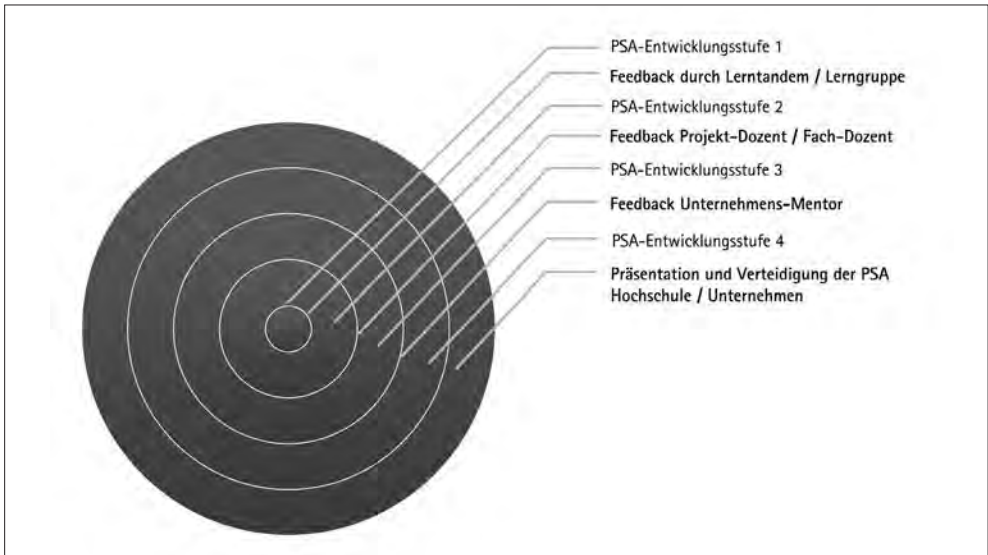 PSA-Entwicklungsstufe 1
Feedback durch Lerntandem / Lerngruppe
PSA-Entwicklungsstufe 2
Feedback Projekt-Dozent / Fach-Dozent
PSA-Entwicklungsstufe 3
Feedback Unternehmens-Mentor
PSA-Entwicklungsstufe 4
Präsentation und Verteidigung der PSA
Hochschule / Unternehmen